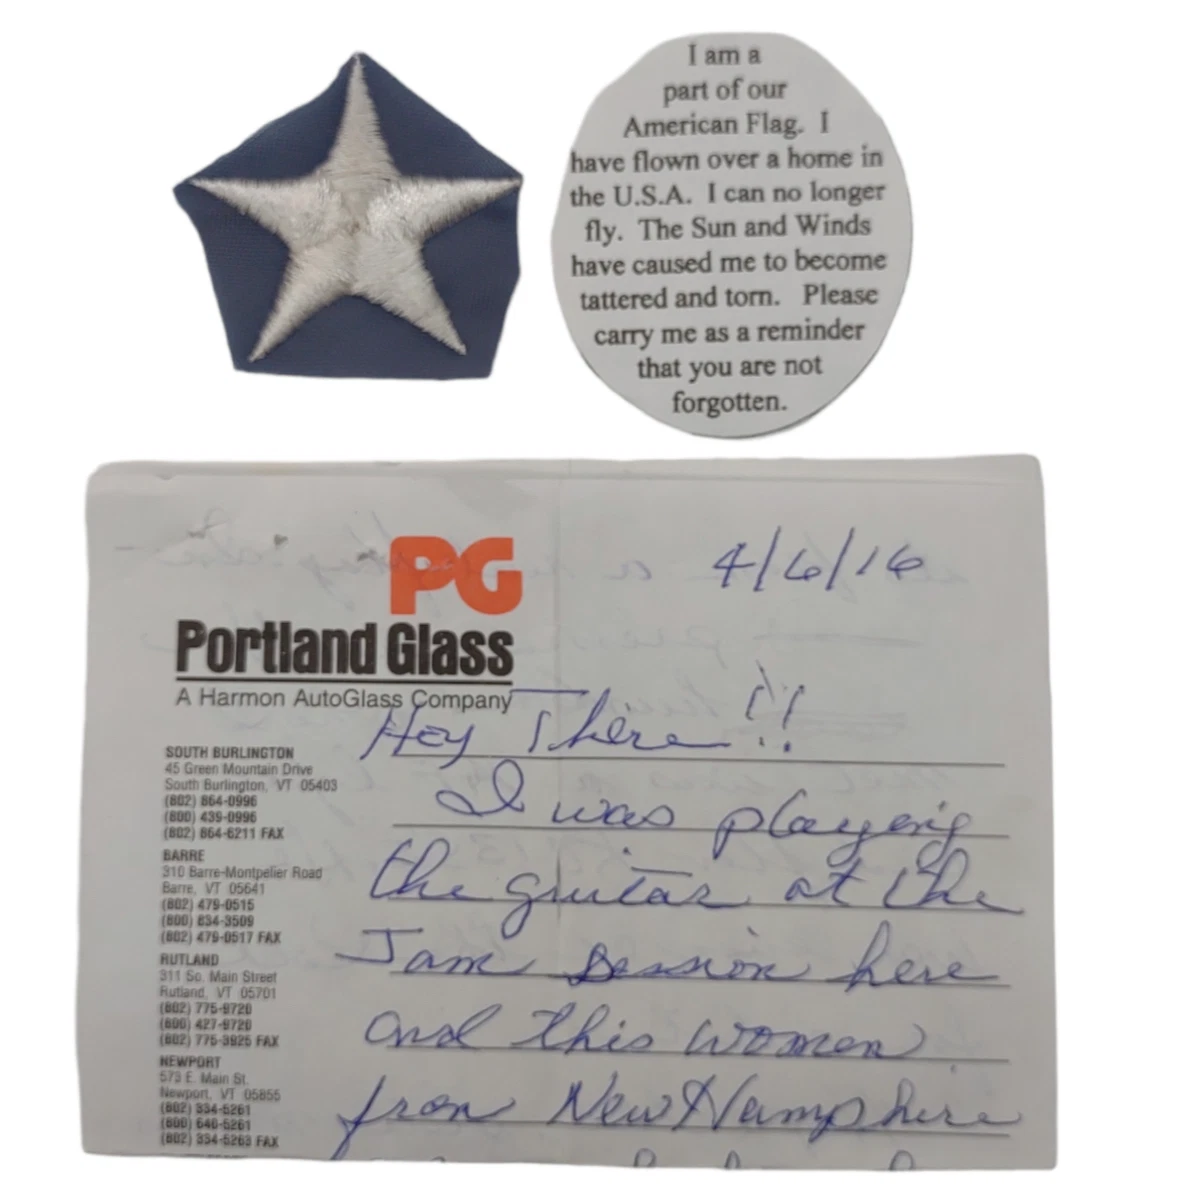 I am a
part of our
American Flag. I
have flown over a home in
the U.S.A. I can no longer
fly. The Sun and Winds
have caused me to become
tattered and torn. Please
carry me as a reminder
that you are not
forgotten.
PG
4/6/16
Portland Glass
A Harmon AutoGlass Company
Hey There !!
I was playing
the guitar at the
Jam Session here
and this women
from New Hampshire
SOUTH BURLINGTON
45 Green Mountain Drive
South Burlington, VT 05403
(802) 864-0996
(800) 439-0996
(802) 864-6211 FAX
BARRE
310 Barre-Montpelier Road
Barre, VT 05641
(802) 479-0515
(800) 834-3509
(802) 479-0517 FAX
RUTLAND
311 So. Main Street
Rutland, VT 05701
(802) 775-9720
(800) 427-9720
(802) 775-3925 FAX
NEWPORT
573 E. Main St.
Newport, VT 05855
(802) 334-5261
(800) 640-5261
(802) 334-5263 FAX